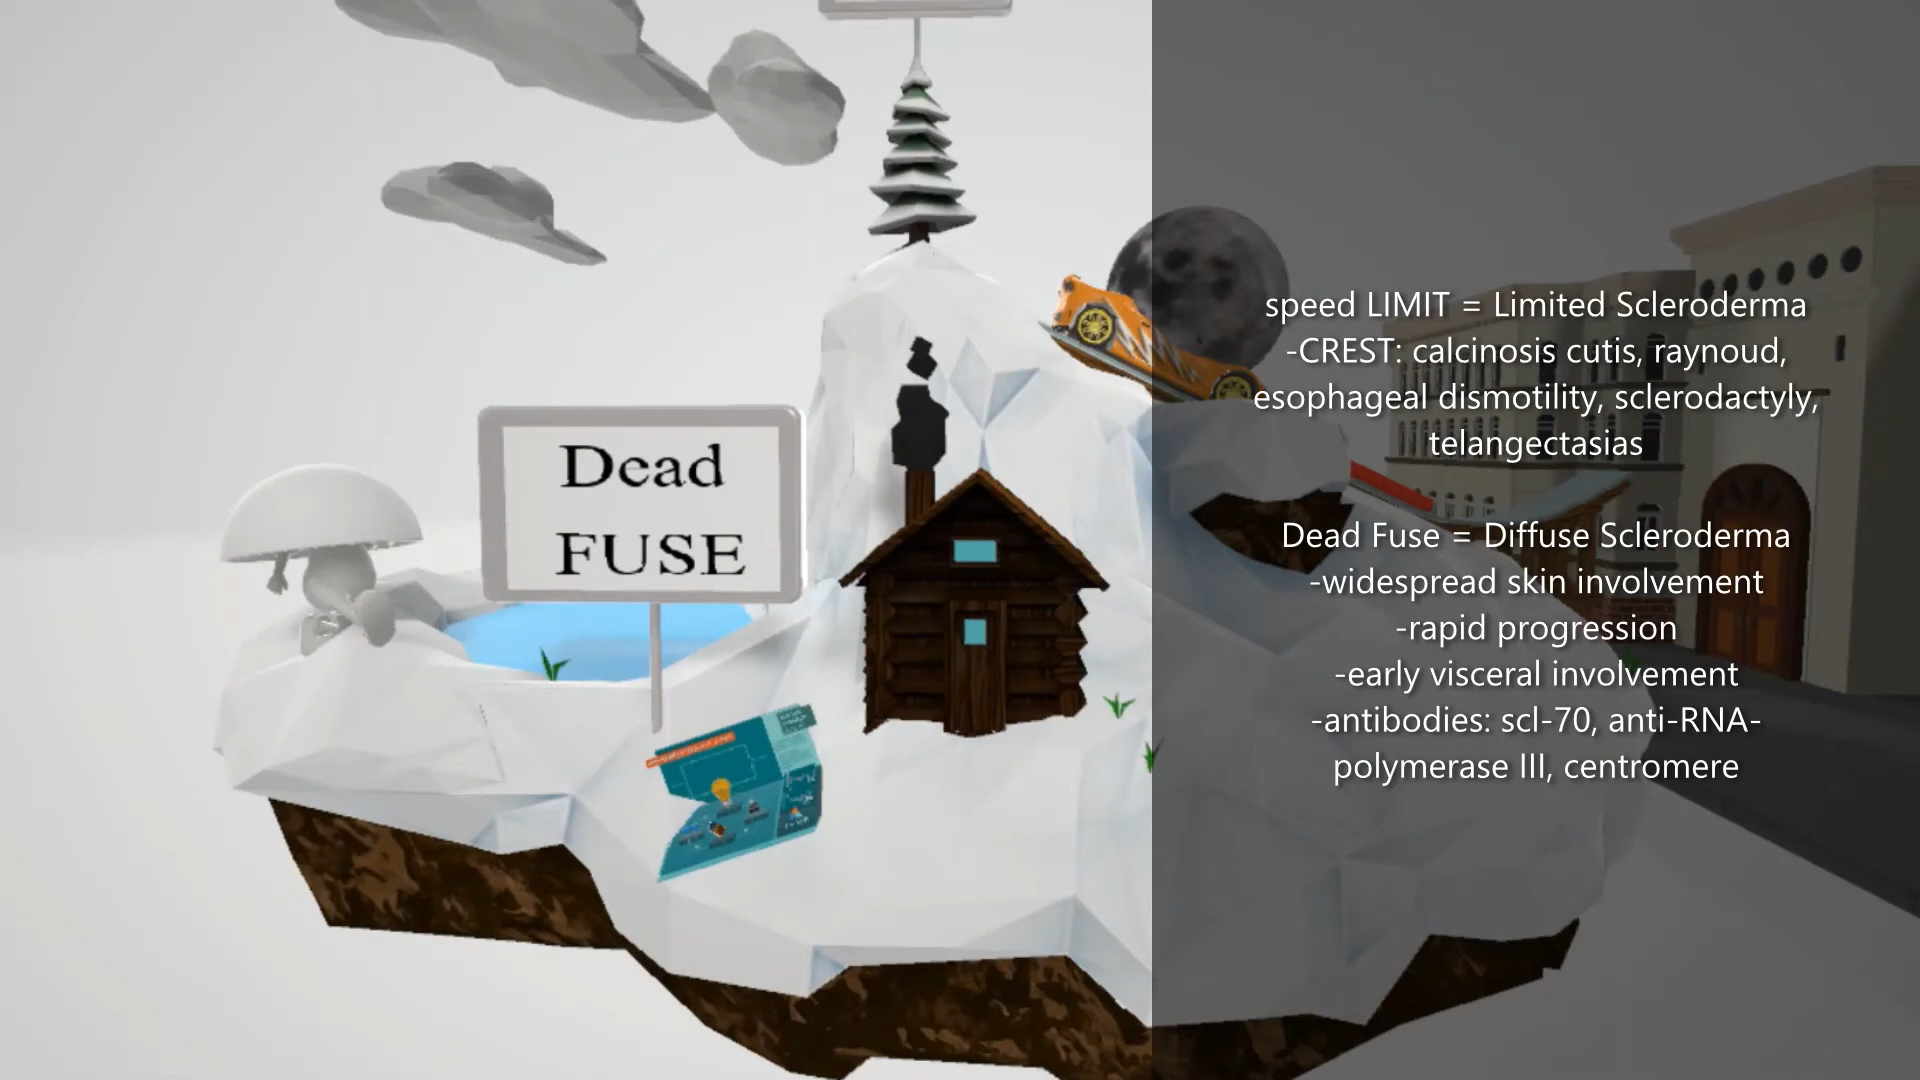 Dead
FUSE
speed LIMIT = Limited Scleroderma
-CREST: calcinosis cutis, raynoud,
esophageal dismotility, sclerodactyly,
telangectasias
Dead Fuse = Diffuse Scleroderma
-widespread skin involvement
-rapid progression
-early visceral involvement
-antibodies: scl-70, anti-RNA-
polymerase III, centromere